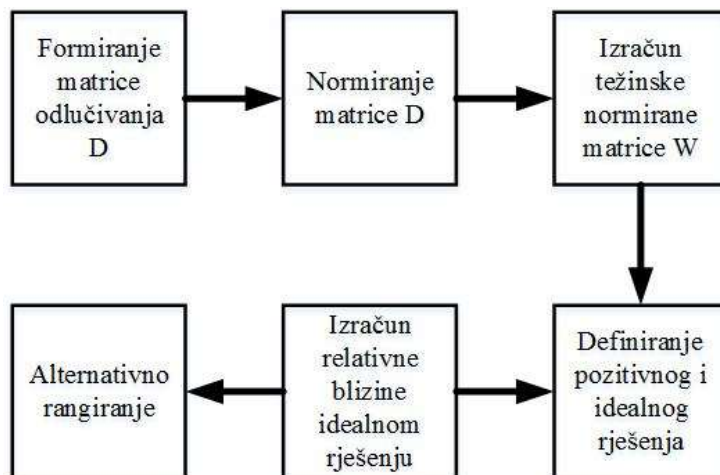 Formiranje
matrice
odlučivanja
D
Normiranje
matrice D
Izračun
težinske
normirane
matrice W
Alternativno
rangiranje
Izračun
relativne
blizine
idealnom
rješenju
Definiranje
pozitivnog i
idealnog
rješenja